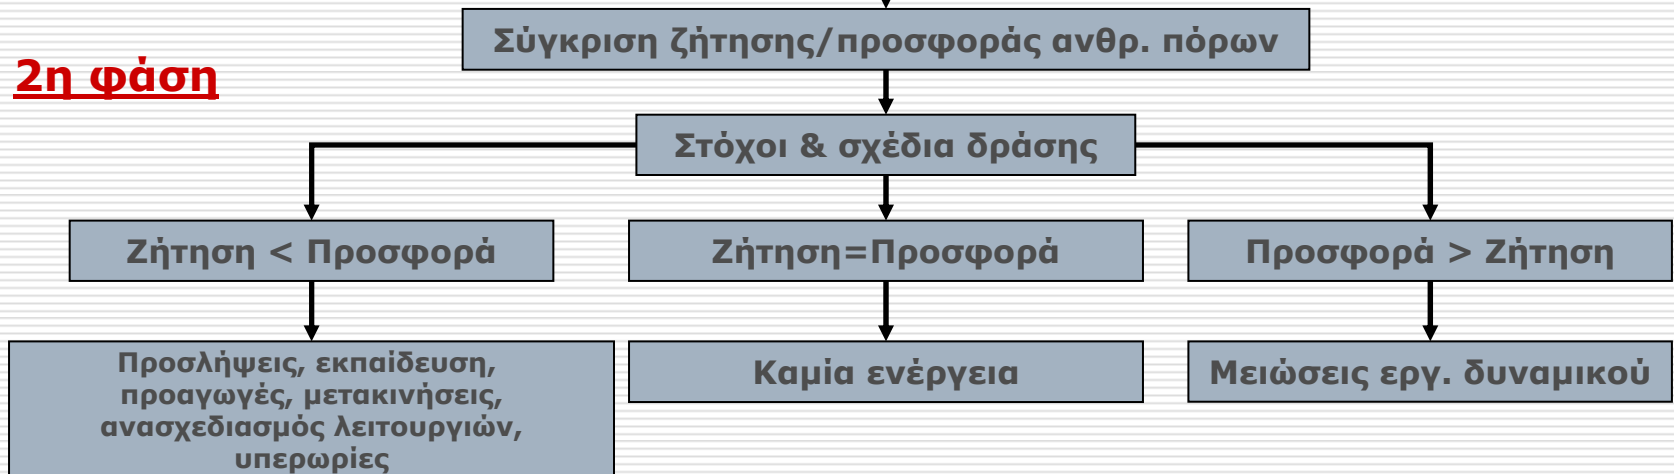 Σύγκριση ζήτησης/προσφοράς ανθρ. πόρων
2η φάση
Στόχοι & σχέδια δράσης
Ζήτηση < Προσφορά
Ζήτηση=Προσφορά
Προσφορά > Ζήτηση
Προσλήψεις, εκπαίδευση,
προαγωγές, μετακινήσεις,
ανασχεδιασμός λειτουργιών,
υπερωρίες
Καμία ενέργεια
Μειώσεις εργ. δυναμικού